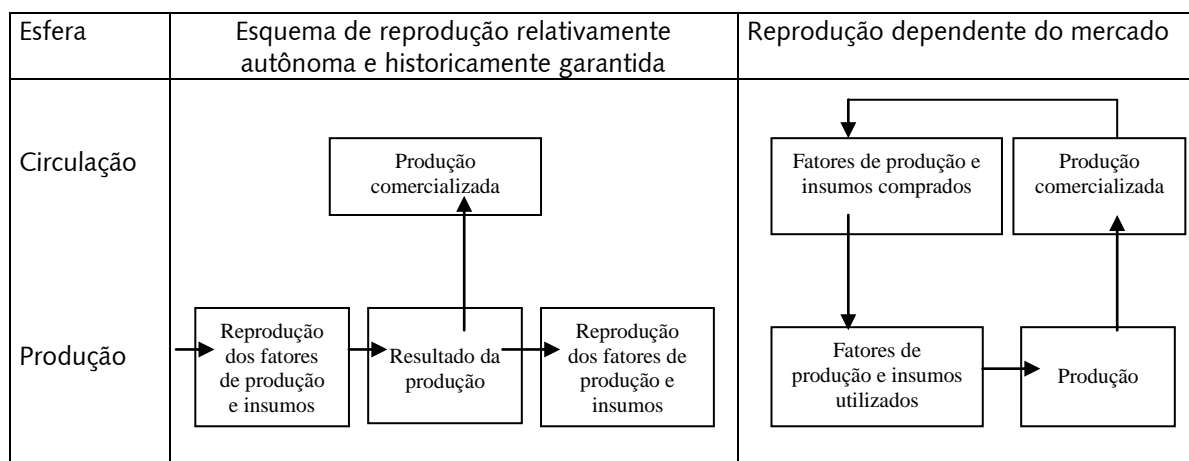 Esfera
Esquema de reprodução relativamente
autônoma e historicamente garantida
Reprodução dependente do mercado
Circulação
Produção
comercializada
Fatores de produção e
insumos comprados
Produção
comercializada
Produção
Reprodução
dos fatores
de produção
e insumos
Resultado da
produção
Reprodução
dos fatores de
produção e
insumos
Fatores de
produção e insumos
utilizados
Produção